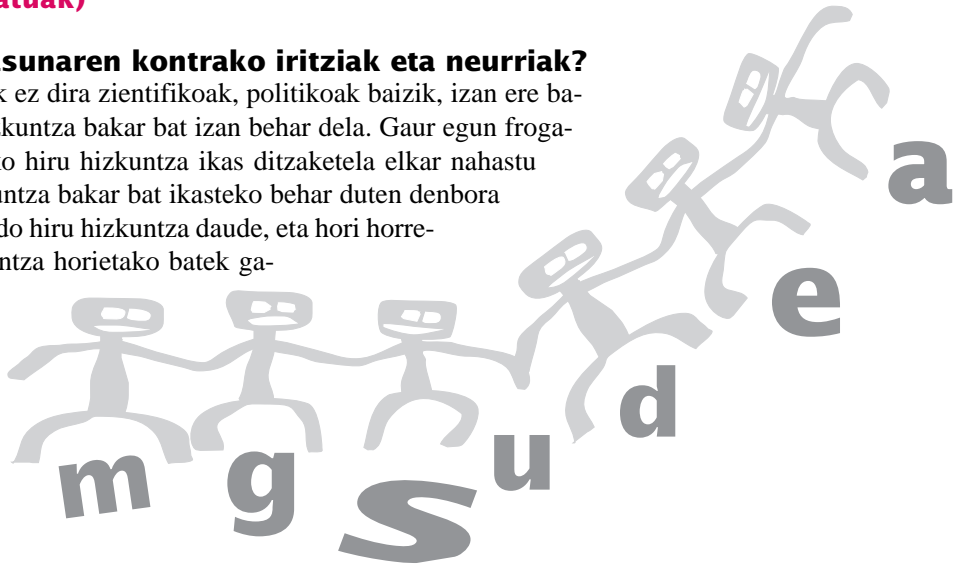 atuak)
asunaren kontrako iritziak eta neurriak?
k ez dira zientifikoak, politikoak baizik, izan ere ba-
zkuntza bakar bat izan behar dela. Gaur egun froga-
ko hiru hizkuntza ikas ditzaketela elkar nahastu
untza bakar bat ikasteko behar duten denbora
do hiru hizkuntza daude, eta hori horre-
ntza horietako batek ga-
m g s u d e a